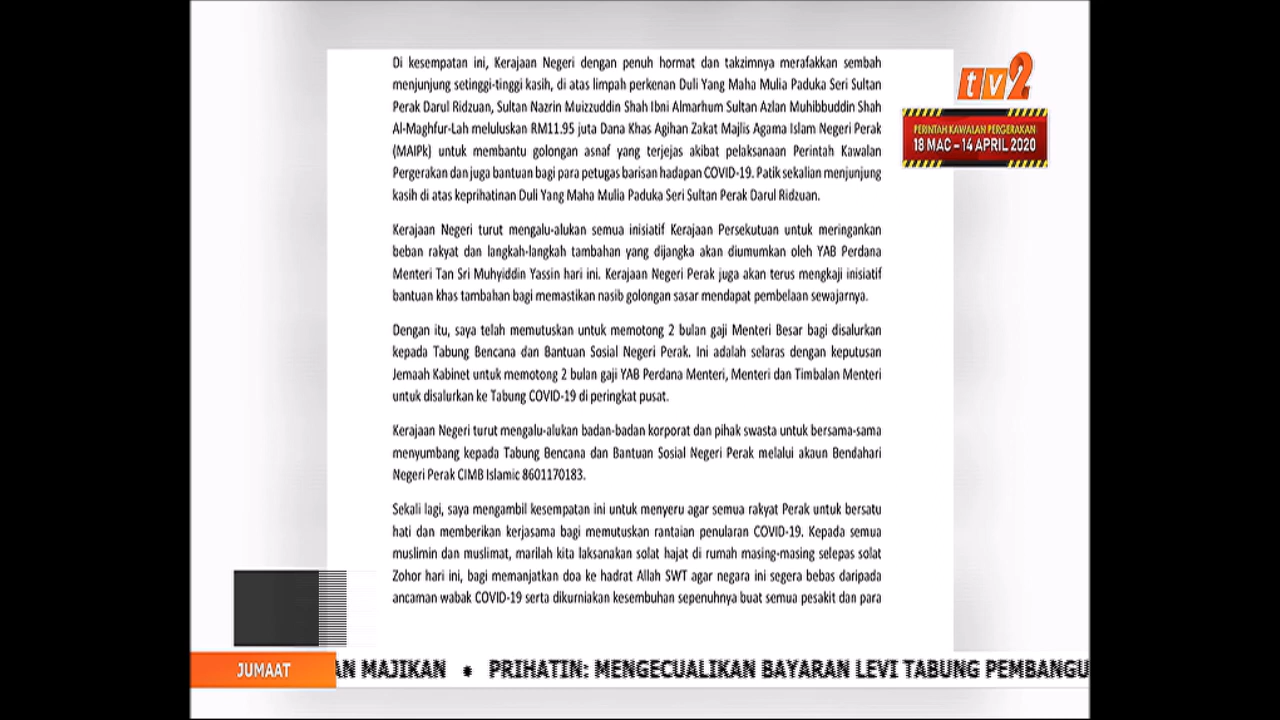 Di kesempatan ini, Kerajaan Negeri dengan penuh hormat dan takzimnya merafakkan sembah
menjunjung setinggi-tinggi kasih, di atas limpah perkenan Duli Yang Maha Mulia Paduka Seri Sultan
Perak Darul Ridzuan, Sultan Nazrin Muizzuddin Shah Ibni Almarhum Sultan Azlan Muhibbuddin Shah
Al-Maghfur-Lah meluluskan RM11.95 juta Dana Khas Agihan Zakat Majlis Agama Islam Negeri Perak
(MAIPk) untuk membantu golongan asnaf yang terjejas akibat pelaksanaan Perintah Kawalan
Pergerakan dan juga bantuan bagi para petugas barisan hadapan COVID-19. Patik sekalian menjunjung
kasih di atas keprihatinan Duli Yang Maha Mulia Paduka Seri Sultan Perak Darul Ridzuan.
Kerajaan Negeri turut mengalu-alukan semua inisiatif Kerajaan Persekutuan untuk meringankan
beban rakyat dan langkah-langkah tambahan yang dijangka akan diumumkan oleh YAB Perdana
Menteri Tan Sri Muhyiddin Yassin hari ini. Kerajaan Negeri Perak juga akan terus mengkaji inisiatif
bantuan khas tambahan bagi memastikan nasib golongan sasar mendapat pembelaan sewajarnya.
Dengan itu, saya telah memutuskan untuk memotong 2 bulan gaji Menteri Besar bagi disalurkan
kepada Tabung Bencana dan Bantuan Sosial Negeri Perak. Ini adalah selaras dengan keputusan
Jemaah Kabinet untuk memotong 2 bulan gaji YAB Perdana Menteri, Menteri dan Timbalan Menteri
untuk disalurkan ke Tabung COVID-19 di peringkat pusat.
Kerajaan Negeri turut mengalu-alukan badan-badan korporat dan pihak swasta untuk bersama-sama
menyumbang kepada Tabung Bencana dan Bantuan Sosial Negeri Perak melalui akaun Bendahari
Negeri Perak CIMB Islamic 8601170183.
Sekali lagi, saya mengambil kesempatan ini untuk menyeru agar semua rakyat Perak untuk bersatu
hati dan memberikan kerjasama bagi memutuskan rantaian penularan COVID-19. Kepada semua
muslimin dan muslimat, marilah kita laksanakan solat hajat di rumah masing-masing selepas solat
Zohor hari ini, bagi memanjatkan doa ke hadrat Allah SWT agar negara ini segera bebas daripada
ancaman wabak COVID-19 serta dikurniakan kesembuhan sepenuhnya buat semua pesakit dan para
tv2
PERINTAH KAWALAN PERGERAKAN
18 MAC – 14 APRIL 2020
JUMAAT
AN MAJIKAN • PRIHATIN: MENGECUALIKAN BAYARAN LEVI TABUNG PEMBANGU